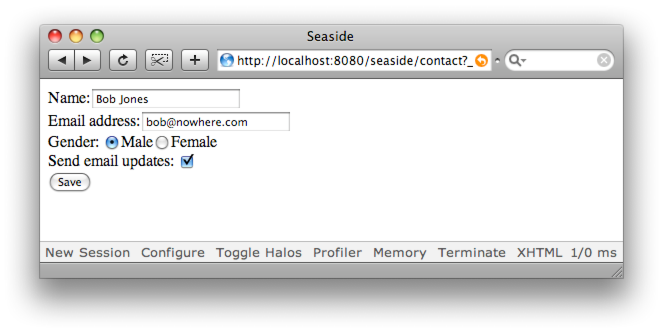 Seaside
http://localhost:8080/seaside/contact?_
Name: Bob Jones
Email address: bob@nowhere.com
Gender: Male Female
Send email updates:
Save
New Session Configure Toggle Halos Profiler Memory Terminate XHTML 1/0 ms